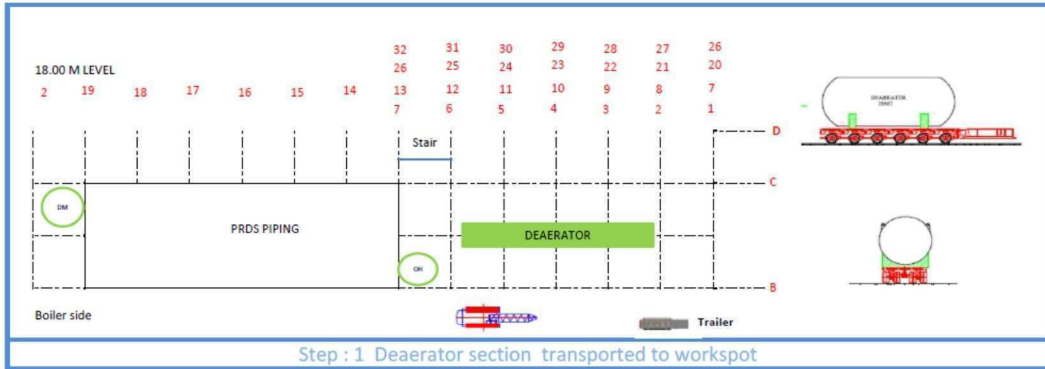 32 31 30 29 28 27 26
18.00 M LEVEL 26 25 24 23 22 21 20
2 19 18 17 16 15 14 13 12 11 10 9 8 7
7 6 5 4 3 2 1
D
Stair
C
DM
PRDS PIPING
DEAERATOR
OH
B
Boiler side
Trailer
DEAERATOR
Step : 1 Deaerator section transported to workspot